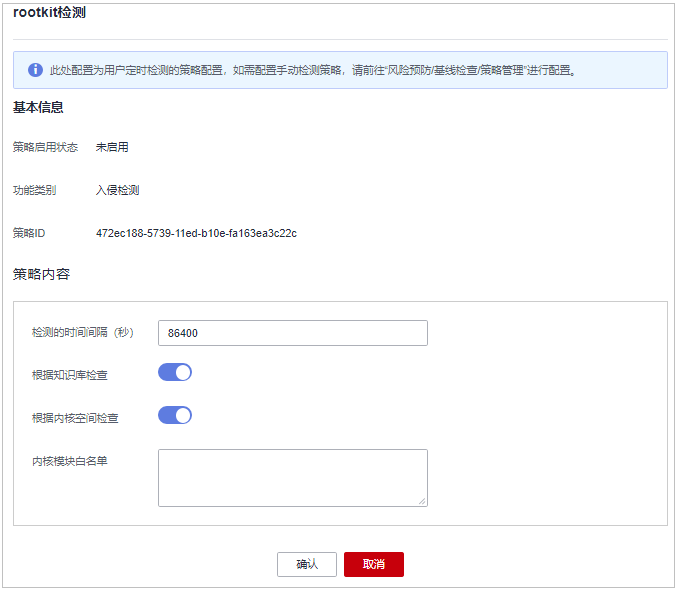 rootkit检测
此处配置为用户定时检测的策略配置，如需配置手动检测策略，请前往“风险预防/基线检查/策略管理”进行配置。
基本信息
策略启用状态 未启用
功能类别 入侵检测
策略ID 472ec188-5739-11ed-b10e-fa163ea3c22c
策略内容
检测的时间间隔（秒） 86400
根据知识库检查
根据内核空间检查
内核模块白名单
确认 取消